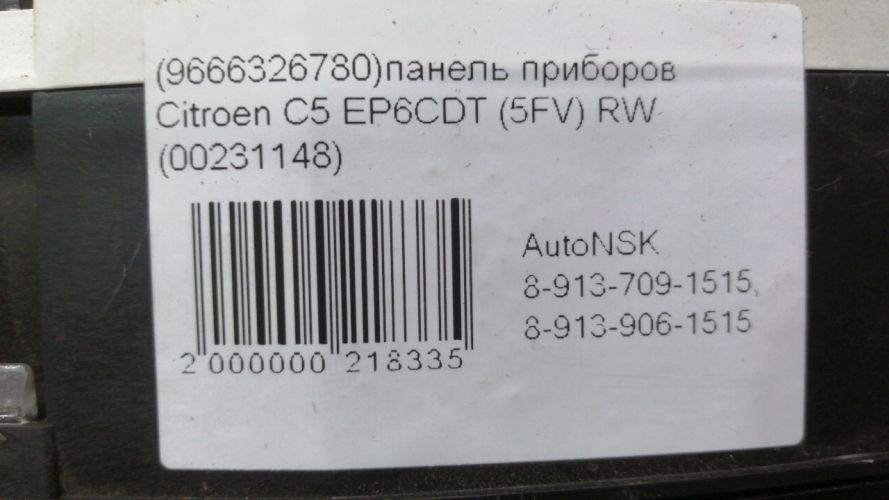 (9666326780)панель приборов
Citroen C5 EP6CDT (5FV) RW
(00231148)
AutoNSK
8-913-709-1515,
8-913-906-1515
2 000000 218335